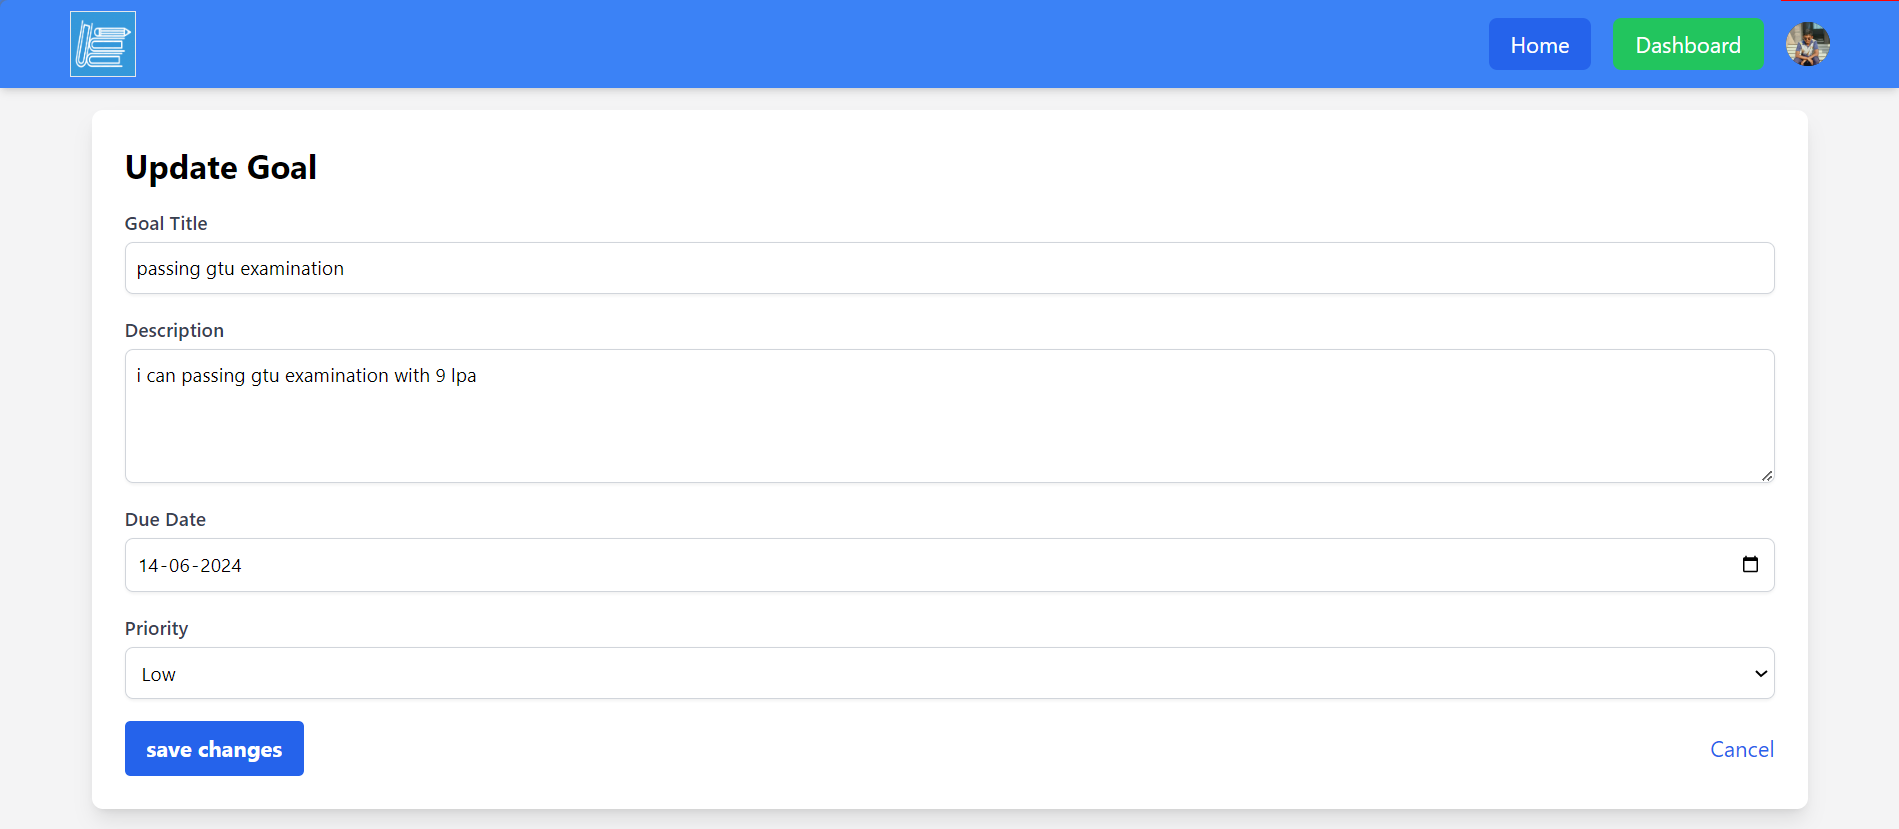 Home
Dashboard
Update Goal
Goal Title
passing gtu examination
Description
i can passing gtu examination with 9 lpa
Due Date
14-06-2024
Priority
Low
save changes
Cancel